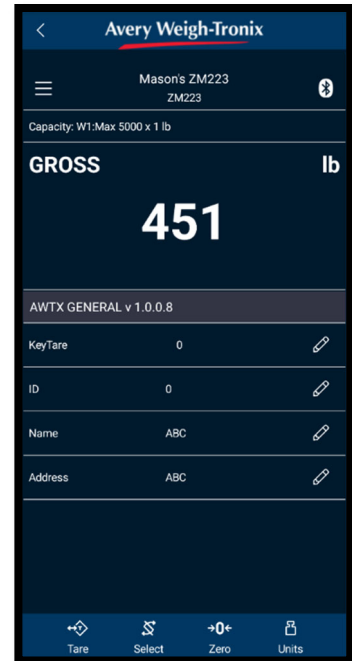 Avery Weigh-Tronix
Mason's ZM223
ZM223
Capacity: W1:Max 5000 x 1 lb
GROSS lb
451
AWTX GENERAL v 1.0.0.8
KeyTare 0
ID 0
Name ABC
Address ABC
→0←
Tare Select Zero Units